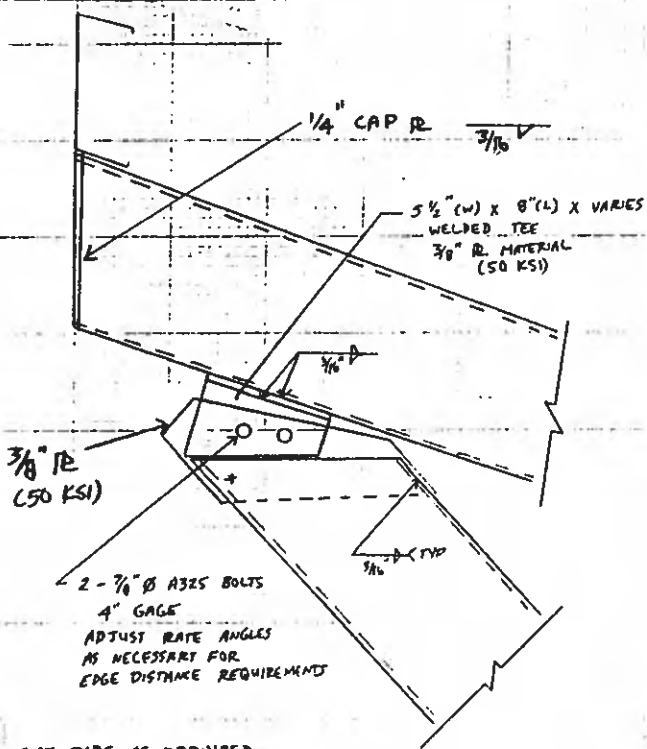 1/4" CAP PL 3/16
5 1/2" (W) X 8"(L) X VARIES
WELDED TEE
3/8" PL MATERIAL
(50 KSI)
3/16"
3/8" PL
(50 KSI)
3/16" TYP
2 - 7/8" Ø A325 BOLTS
4" GAGE
ADJUST RATE ANGLES
AS NECESSARY FOR
EDGE DISTANCE REQUIREMENTS